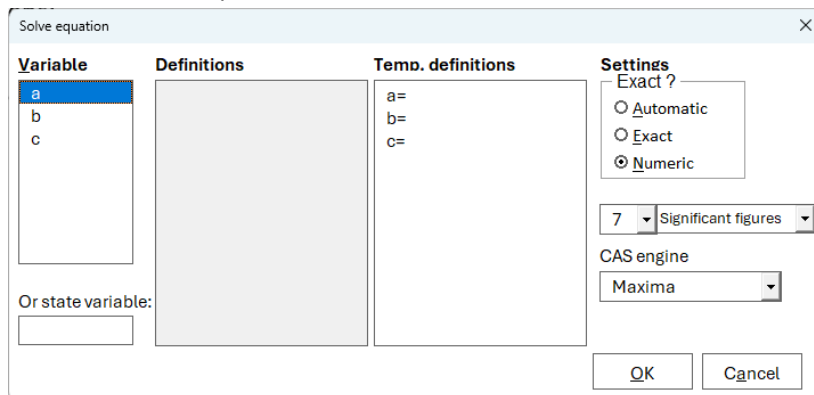 Solve equation
Variable
Definitions
Temp. definitions
Settings
a
b
c
a=
b=
c=
Exact ?
Automatic
Exact
Numeric
7
Significant figures
CAS engine
Maxima
Or state variable:
OK
Cancel